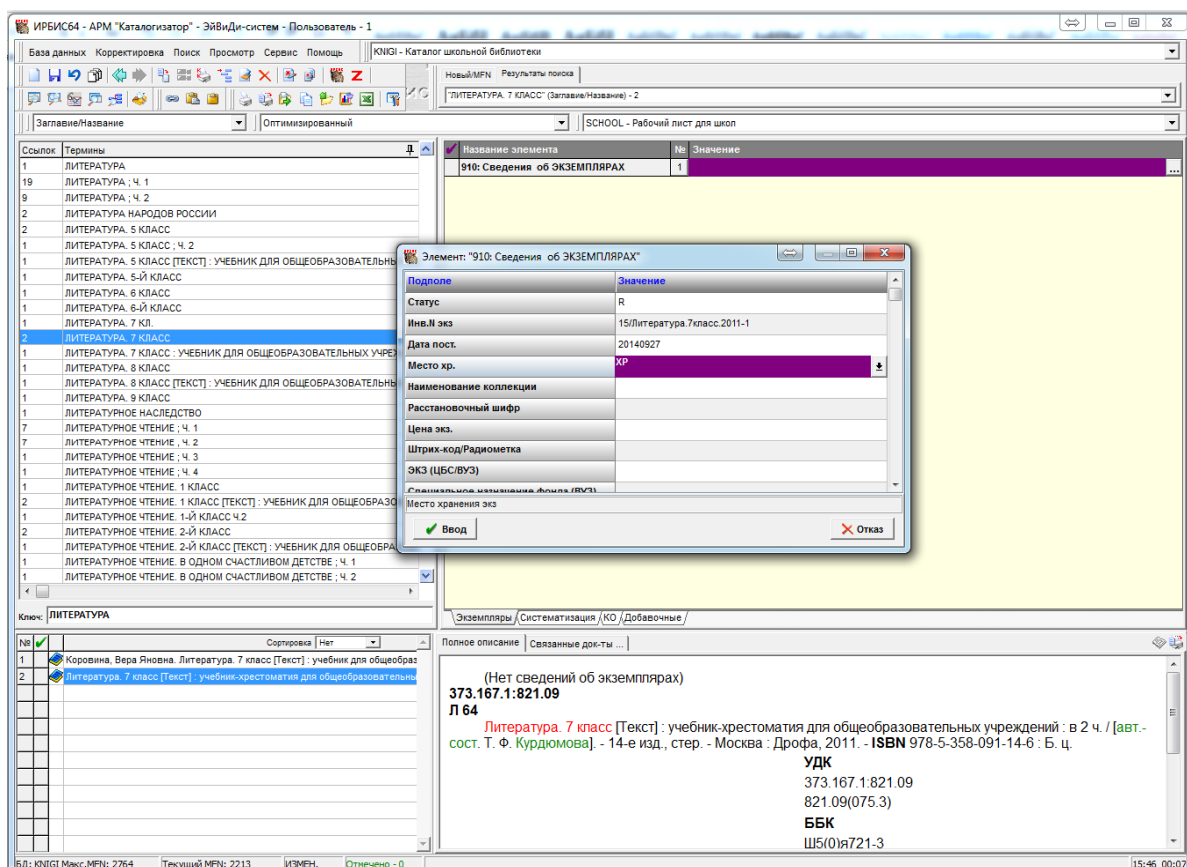 ИРБИС64 - АРМ "Каталогизатор" - ЭйВиДи-систем - Пользователь - 1
База данных Корректировка Поиск Просмотр Сервис Помощь
KNIGI - Каталог школьной библиотеки
Новый/MFN Результаты поиска
"ЛИТЕРАТУРА. 7 КЛАСС" (Заглавие/Название) - 2
Заглавие/Название
Оптимизированный
SCHOOL - Рабочий лист для школ
Ссылок Термины
1 ЛИТЕРАТУРА
19 ЛИТЕРАТУРА ; Ч. 1
9 ЛИТЕРАТУРА ; Ч. 2
2 ЛИТЕРАТУРА НАРОДОВ РОССИИ
2 ЛИТЕРАТУРА. 5 КЛАСС
1 ЛИТЕРАТУРА. 5 КЛАСС ; Ч. 2
1 ЛИТЕРАТУРА. 5 КЛАСС [ТЕКСТ] : УЧЕБНИК ДЛЯ ОБЩЕОБРАЗОВАТЕЛЬН
1 ЛИТЕРАТУРА. 5-Й КЛАСС
1 ЛИТЕРАТУРА. 6 КЛАСС
1 ЛИТЕРАТУРА. 6-Й КЛАСС
1 ЛИТЕРАТУРА. 7 КЛ.
2 ЛИТЕРАТУРА. 7 КЛАСС
1 ЛИТЕРАТУРА. 7 КЛАСС : УЧЕБНИК ДЛЯ ОБЩЕОБРАЗОВАТЕЛЬНЫХ УЧРЕ
1 ЛИТЕРАТУРА. 8 КЛАСС
1 ЛИТЕРАТУРА. 8 КЛАСС [ТЕКСТ] : УЧЕБНИК ДЛЯ ОБЩЕОБРАЗОВАТЕЛЬН
1 ЛИТЕРАТУРА. 9 КЛАСС
1 ЛИТЕРАТУРНОЕ НАСЛЕДСТВО
7 ЛИТЕРАТУРНОЕ ЧТЕНИЕ ; Ч. 1
7 ЛИТЕРАТУРНОЕ ЧТЕНИЕ , Ч. 2
1 ЛИТЕРАТУРНОЕ ЧТЕНИЕ ; Ч. 3
1 ЛИТЕРАТУРНОЕ ЧТЕНИЕ ; Ч. 4
1 ЛИТЕРАТУРНОЕ ЧТЕНИЕ. 1 КЛАСС
2 ЛИТЕРАТУРНОЕ ЧТЕНИЕ. 1 КЛАСС [ТЕКСТ] : УЧЕБНИК ДЛЯ ОБЩЕОБРАЗО
1 ЛИТЕРАТУРНОЕ ЧТЕНИЕ. 1-Й КЛАСС Ч.2
2 ЛИТЕРАТУРНОЕ ЧТЕНИЕ. 2-Й КЛАСС
1 ЛИТЕРАТУРНОЕ ЧТЕНИЕ. 2-Й КЛАСС [ТЕКСТ] : УЧЕБНИК ДЛЯ ОБЩЕОБРА
1 ЛИТЕРАТУРНОЕ ЧТЕНИЕ. В ОДНОМ СЧАСТЛИВОМ ДЕТСТВЕ ; Ч. 1
1 ЛИТЕРАТУРНОЕ ЧТЕНИЕ. В ОДНОМ СЧАСТЛИВОМ ДЕТСТВЕ ; Ч. 2
Ключ: ЛИТЕРАТУРА
Название элемента № Значение
910: Сведения об ЭКЗЕМПЛЯРАХ 1
Элемент: "910: Сведения об ЭКЗЕМПЛЯРАХ"
Подполе Значение
Статус R
Инв.N экз 15/Литература.7класс.2011-1
Дата пост. 20140927
Место хр. ХР
Наименование коллекции
Расстановочный шифр
Цена экз.
Штрих-код/Радиометка
ЭКЗ (ЦБС/ВУЗ)
Специальное назначение фонда (ВУЗ)
Место хранения экз
Ввод Отказ
Экземпляры Систематизация КО Добавочные
№ Сортировка Нет
1 Коровина, Вера Яновна. Литература. 7 класс [Текст] : учебник для общеобраз
2 Литература. 7 класс [Текст] : учебник-хрестоматия для общеобразовательны
Полное описание Связанные док-ты ...
(Нет сведений об экземплярах)
373.167.1:821.09
Л 64
Литература. 7 класс [Текст] : учебник-хрестоматия для общеобразовательных учреждений : в 2 ч. / [авт.-
сост. Т. Ф. Курдюмова]. - 14-е изд., стер. - Москва : Дрофа, 2011. - ISBN 978-5-358-091-14-6 : Б. ц.
УДК
373.167.1:821.09
821.09(075.3)
ББК
Ш5(0)я721-3
БД: KNIGI Макс.MFN: 2764 Текущий MFN: 2213 ИЗМЕН. Отмечено - 0 15:46 00:07